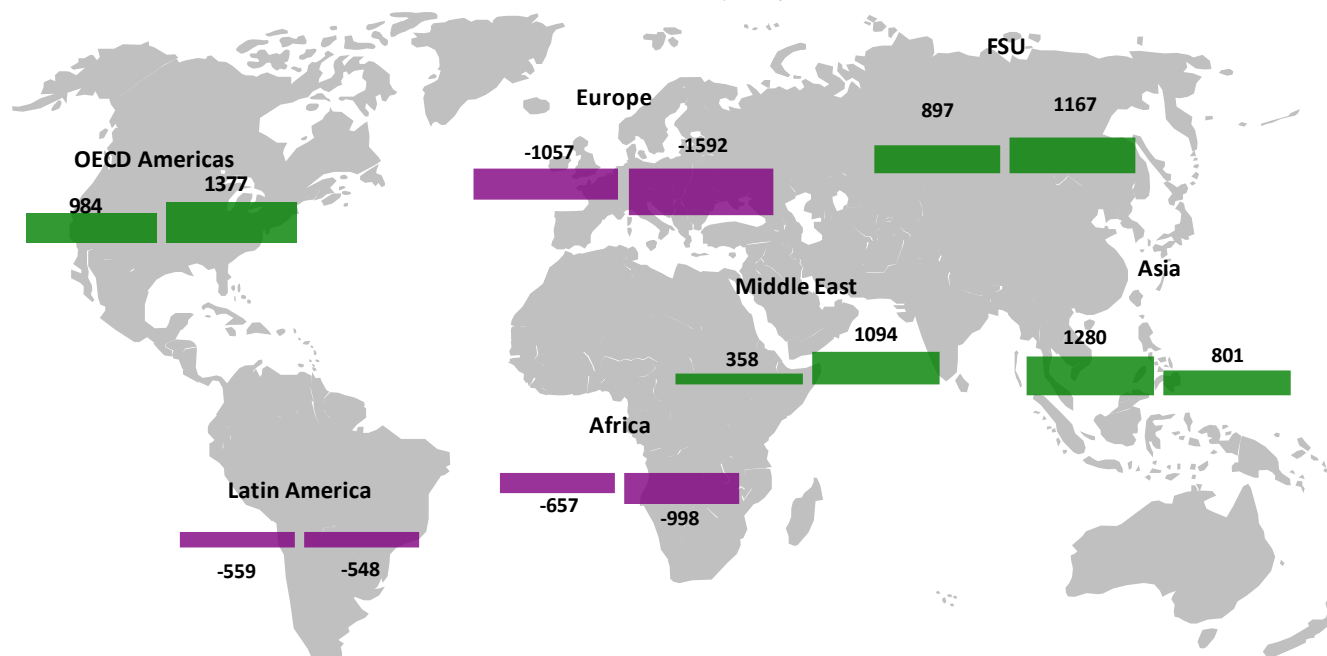 FSU
Europe
897
1167
-1057
-1592
OECD Americas
984
1377
Asia
Middle East
358
1094
1280
801
Africa
-657
-998
Latin America
-559
-548